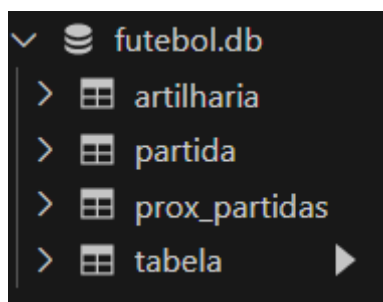 futebol.db
artilharia
partida
prox_partidas
tabela